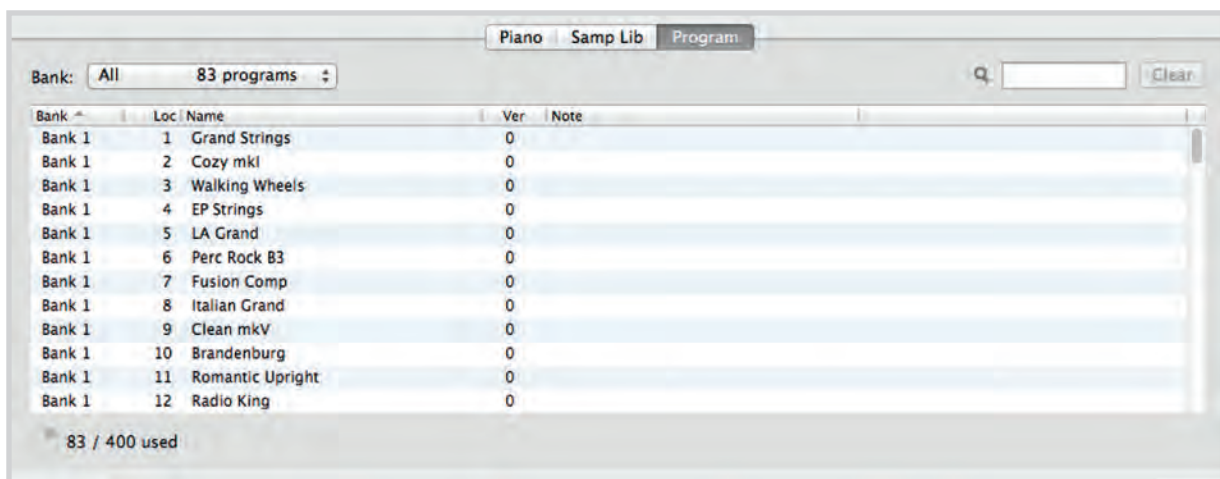 Piano Samp Lib Program
Bank: All 83 programs Clear
Bank Loc Name Ver Note
Bank 1 1 Grand Strings 0
Bank 1 2 Cozy mkI 0
Bank 1 3 Walking Wheels 0
Bank 1 4 EP Strings 0
Bank 1 5 LA Grand 0
Bank 1 6 Perc Rock B3 0
Bank 1 7 Fusion Comp 0
Bank 1 8 Italian Grand 0
Bank 1 9 Clean mkV 0
Bank 1 10 Brandenburg 0
Bank 1 11 Romantic Upright 0
Bank 1 12 Radio King 0
83 / 400 used